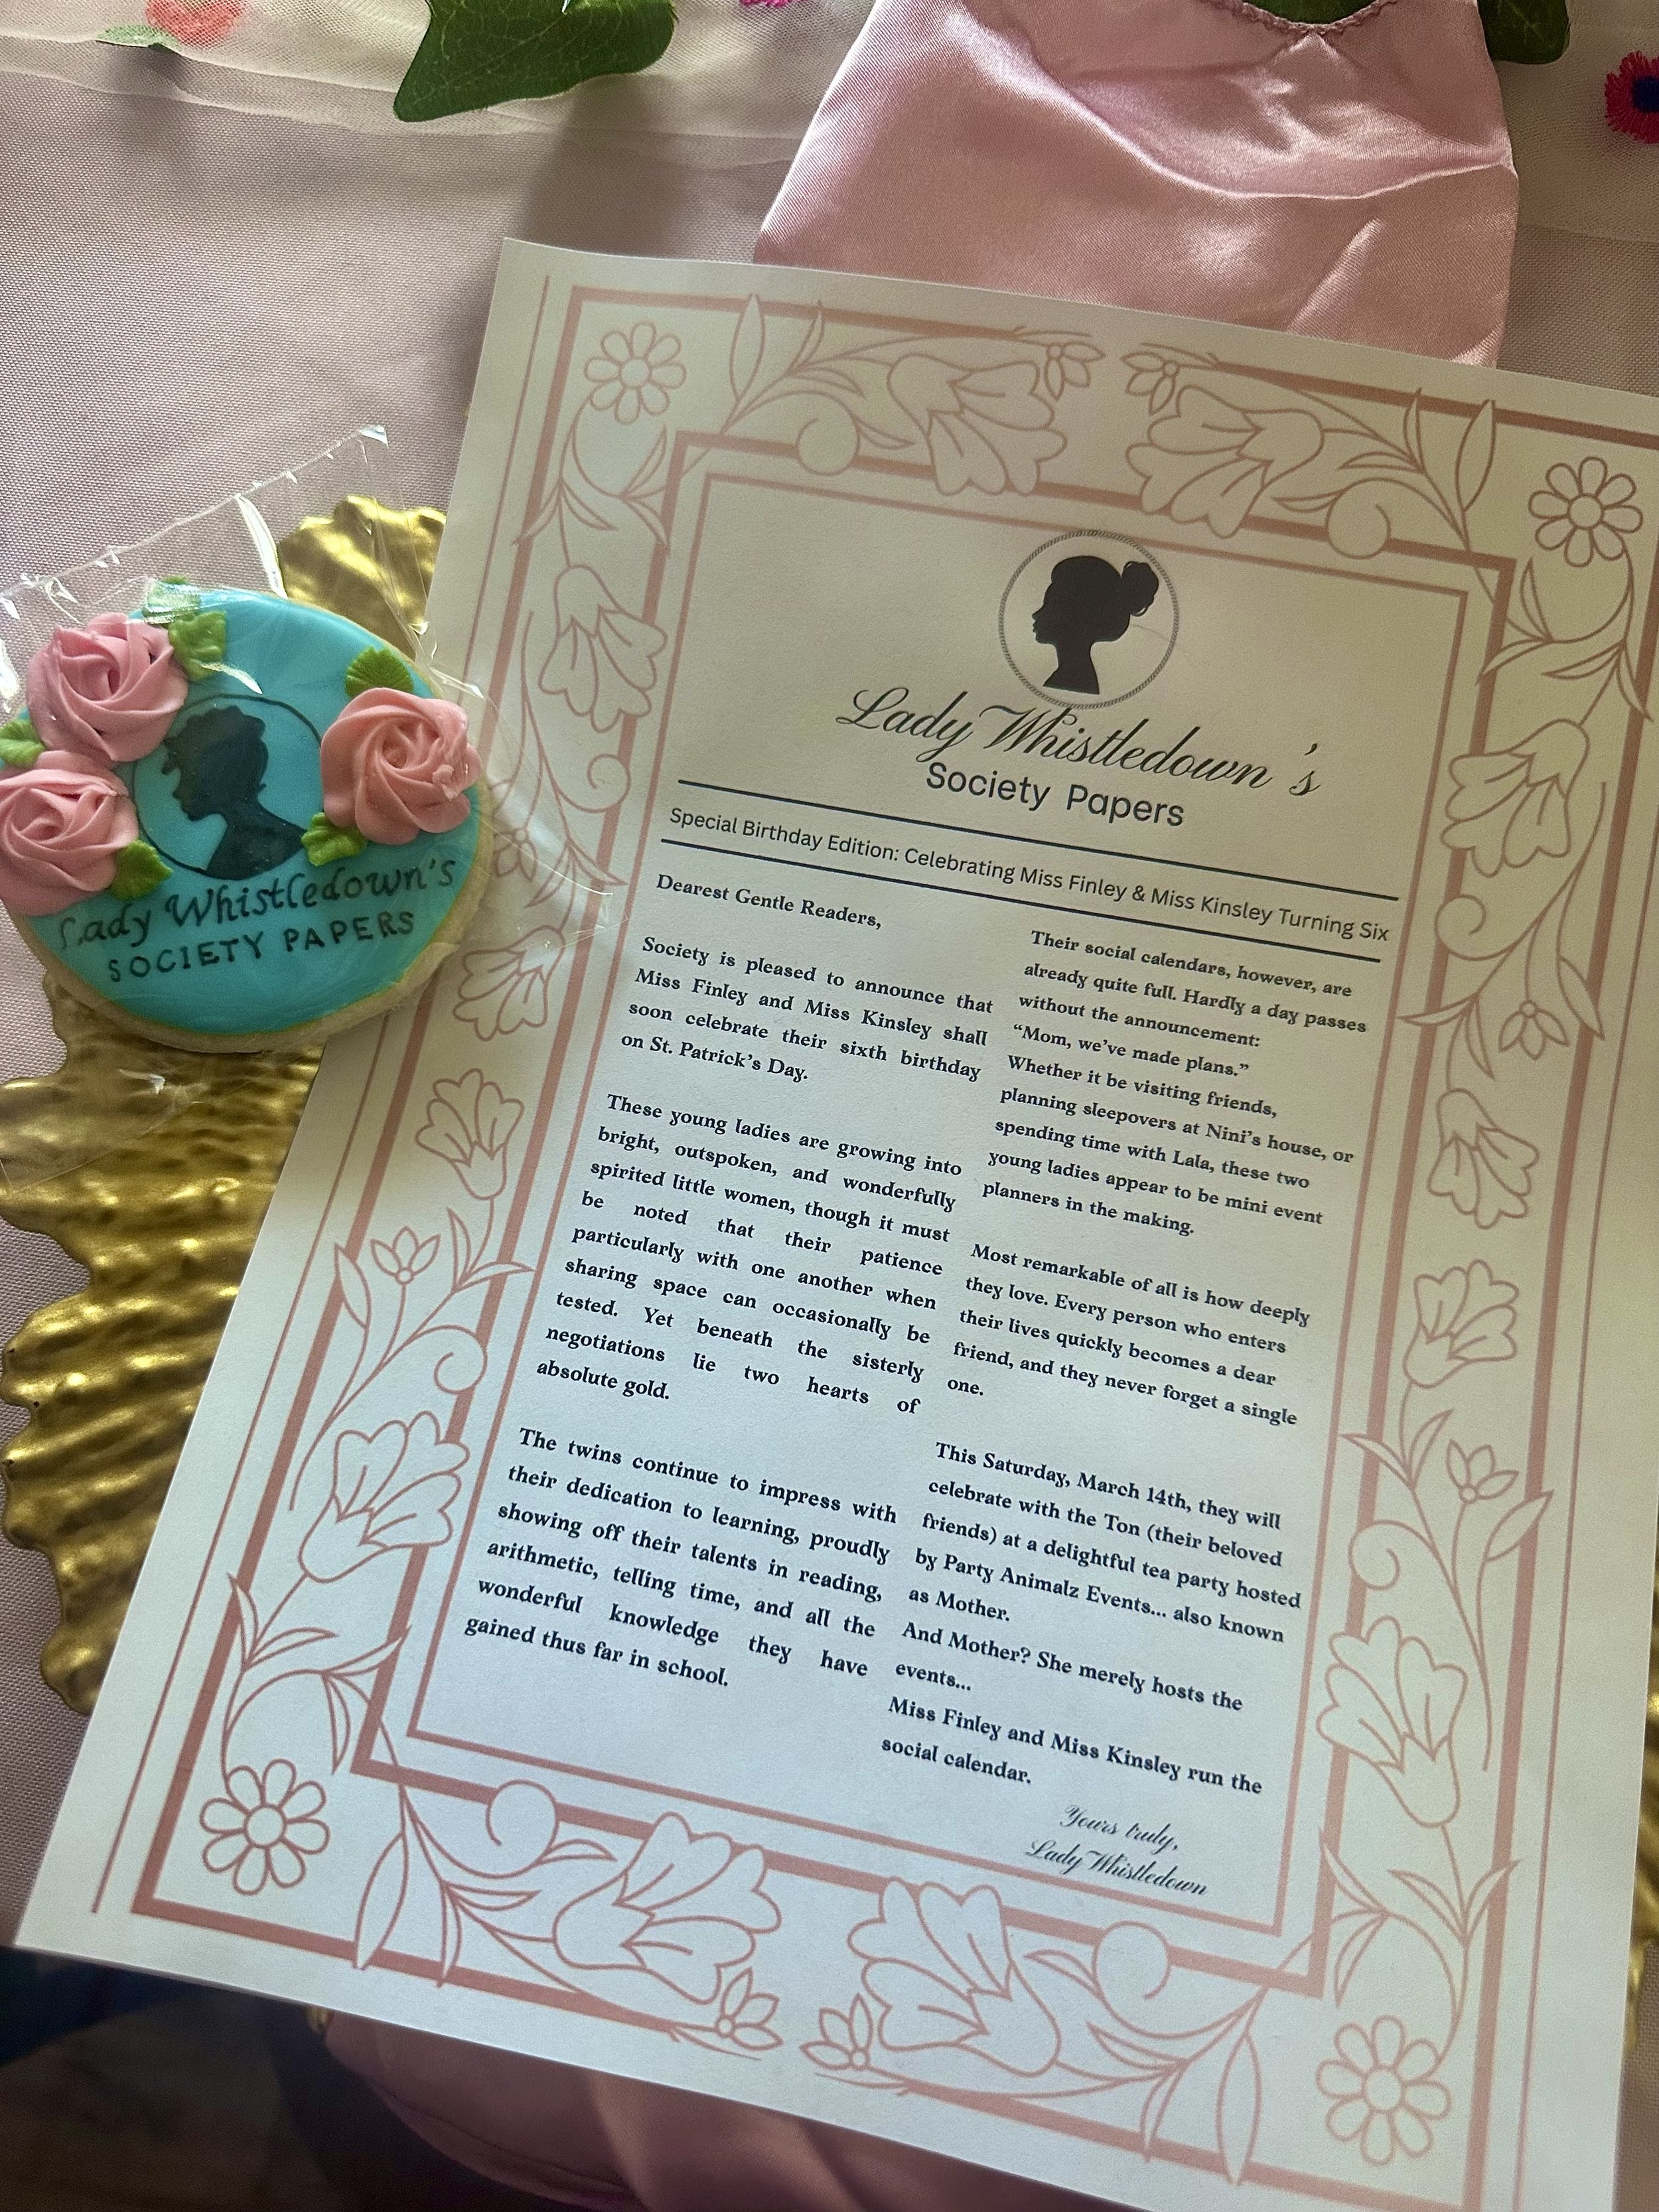 Lady Whistledown's
SOCIETY PAPERS
Lady Whistledown 's
Society Papers
Special Birthday Edition: Celebrating Miss Finley & Miss Kinsley Turning Six
Dearest Gentle Readers,
Society is pleased to announce that
Miss Finley and Miss Kinsley shall
soon celebrate their sixth birthday
on St. Patrick's Day.
These young ladies are growing into
bright, outspoken, and wonderfully
spirited little women, though it must
be noted that their patience
particularly with one another when
sharing space can occasionally be
tested. Yet beneath the sisterly
negotiations lie two hearts of
absolute gold.
The twins continue to impress with
their dedication to learning, proudly
showing off their talents in reading,
arithmetic, telling time, and all the
wonderful knowledge they have
gained thus far in school.
Their social calendars, however, are
already quite full. Hardly a day passes
without the announcement:
“Mom, we’ve made plans.”
Whether it be visiting friends,
planning sleepovers at Nini’s house, or
spending time with Lala, these two
young ladies appear to be mini event
planners in the making.
Most remarkable of all is how deeply
they love. Every person who enters
their lives quickly becomes a dear
friend, and they never forget a single
one.
This Saturday, March 14th, they will
celebrate with the Ton (their beloved
friends) at a delightful tea party hosted
by Party Animalz Events... also known
as Mother.
And Mother? She merely hosts the
events...
Miss Finley and Miss Kinsley run the
social calendar.
Yours truly,
Lady Whistledown